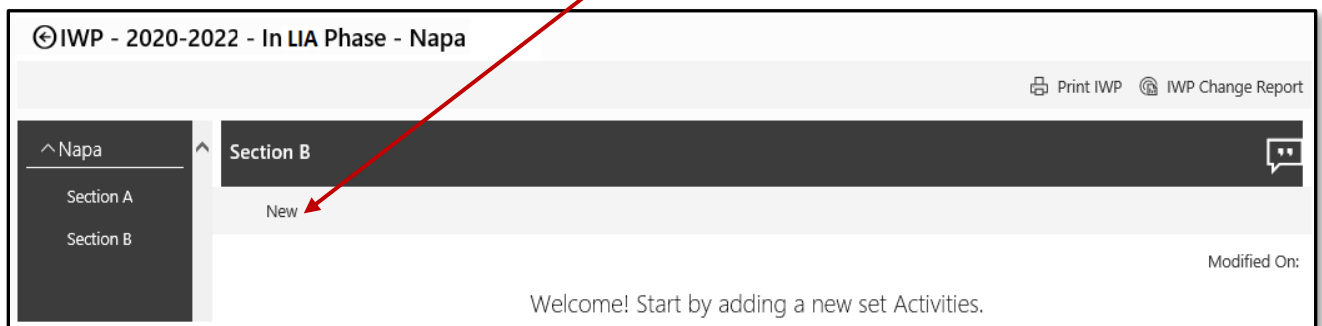 IWP - 2020-2022 - In LIA Phase - Napa
Print IWP IWP Change Report
Napa
Section B
Section A
New
Section B
Modified On:
Welcome! Start by adding a new set Activities.